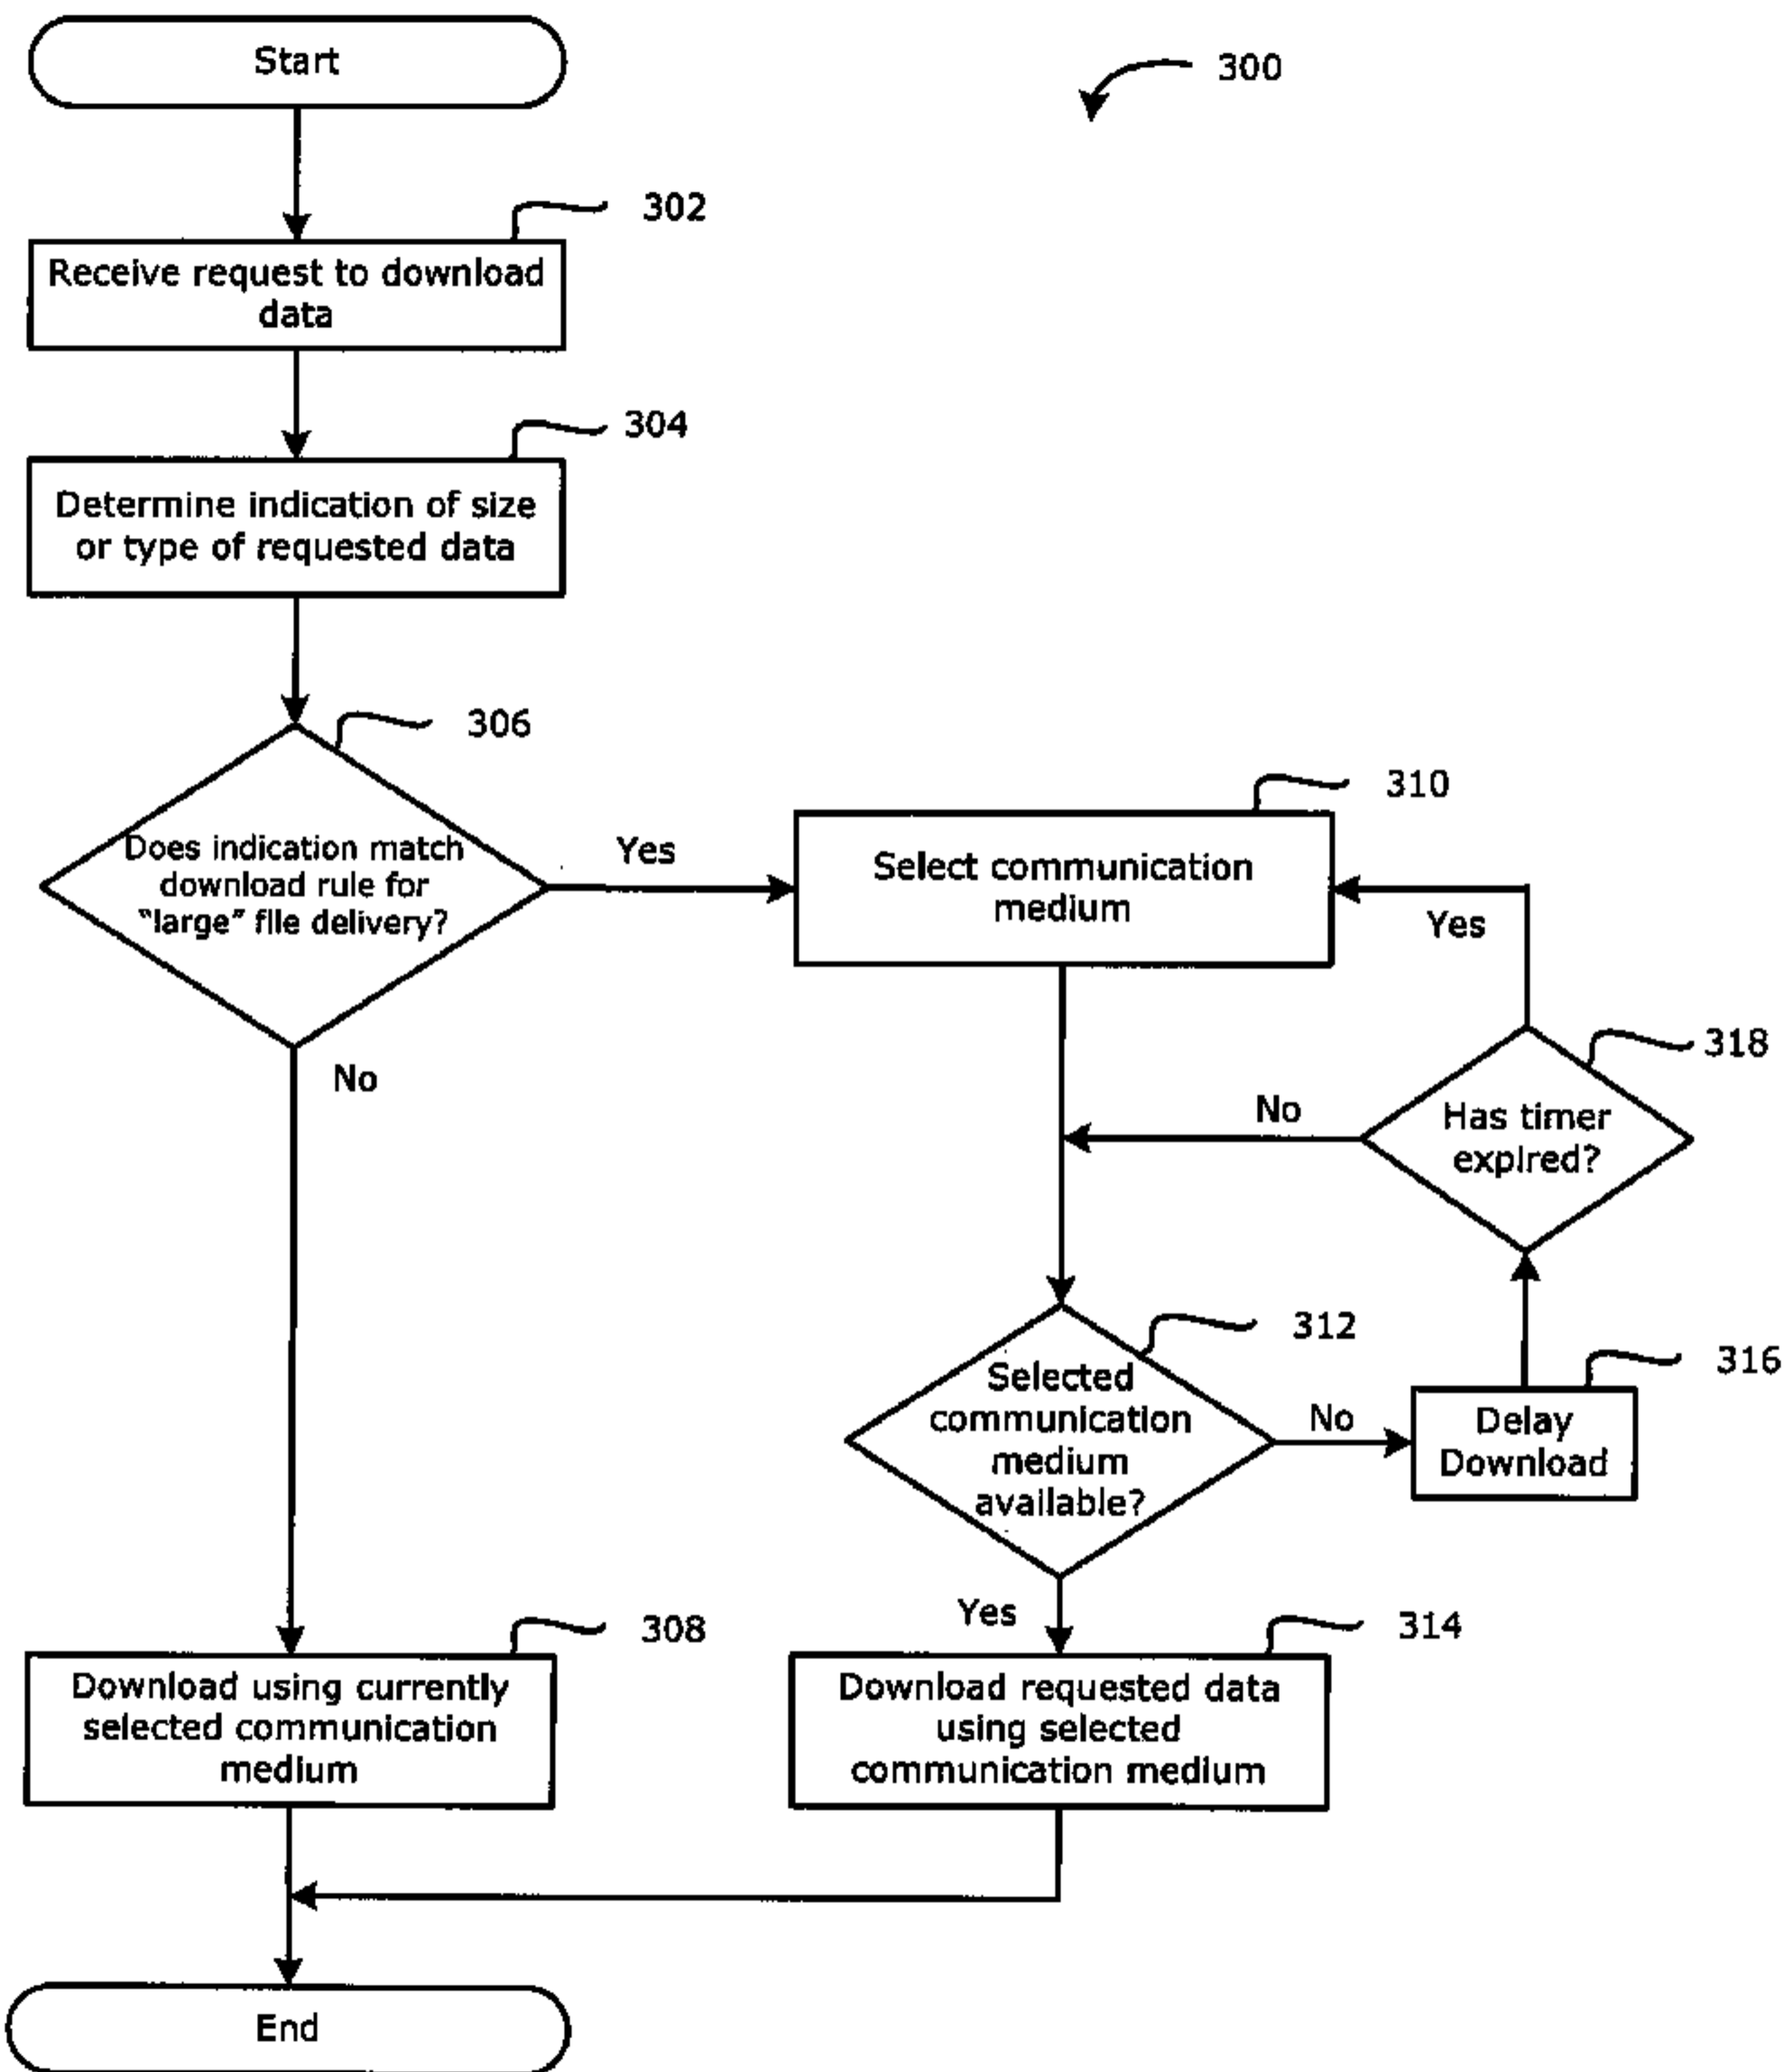 Start
300
302
Receive request to download
data
304
Determine indication of size
or type of requested data
306
Does indication match
download rule for
"large" file delivery?
Yes
No
310
Select communication
medium
Yes
318
Has timer
expired?
No
312
Selected
communication
medium
available?
No
316
Delay
Download
Yes
308
Download using currently
selected communication
medium
314
Download requested data
using selected
communication medium
End